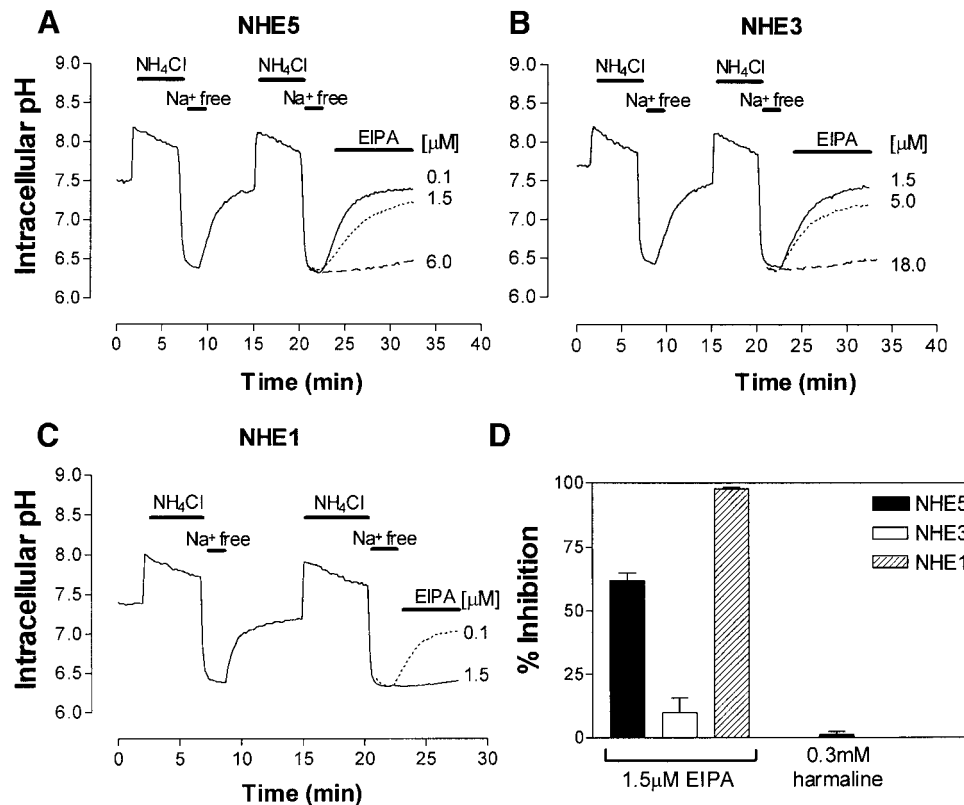 A
NHE5
Intracellular pH
9.0
8.5
8.0
7.5
7.0
6.5
6.0
NH4Cl
Na+ free
NH4Cl
Na+ free
EIPA [μM]
0.1
1.5
6.0
0 5 10 15 20 25 30 35 40
Time (min)
B
NHE3
Intracellular pH
9.0
8.5
8.0
7.5
7.0
6.5
6.0
NH4Cl
Na+ free
NH4Cl
Na+ free
EIPA [μM]
1.5
5.0
18.0
0 5 10 15 20 25 30 35 40
Time (min)
C
NHE1
Intracellular pH
9.0
8.5
8.0
7.5
7.0
6.5
6.0
NH4Cl
Na+ free
NH4Cl
Na+ free
EIPA [μM]
0.1
1.5
0 5 10 15 20 25 30
Time (min)
D
% Inhibition
100
75
50
25
0
NHE5
NHE3
NHE1
1.5μM EIPA
0.3mM
harmaline